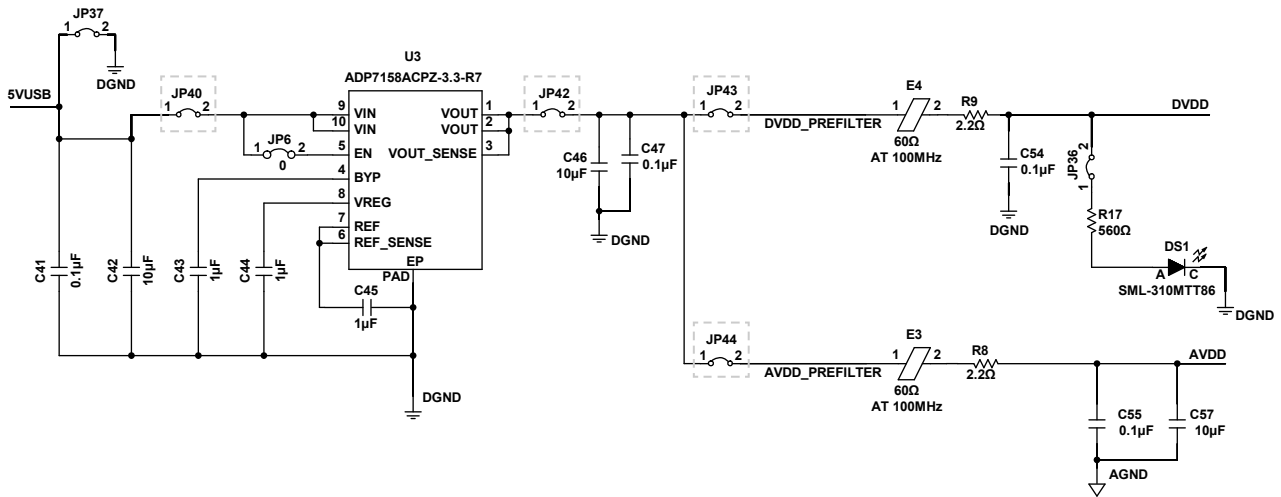 JP37
1 2
DGND
5VUSB
JP40
1 2
JP6
1 2
0
U3
ADP7158ACPZ-3.3-R7
9 VIN
10 VIN
5 EN
4 BYP
8 VREG
7 REF
6 REF_SENSE
VOUT 1
VOUT 2
VOUT_SENSE 3
EP
PAD
C41
0.1µF
C42
10µF
C43
1µF
C44
1µF
C45
1µF
DGND
JP42
1 2
C46
10µF
C47
0.1µF
DGND
JP43
1 2
DVDD_PREFILTER
E4
1 2
60Ω
AT 100MHz
R9
2.2Ω
DVDD
C54
0.1µF
DGND
JP36
1 2
R17
560Ω
DS1
A C
SML-310MTT86
DGND
JP44
1 2
AVDD_PREFILTER
E3
1 2
60Ω
AT 100MHz
R8
2.2Ω
AVDD
C55
0.1µF
C57
10µF
AGND